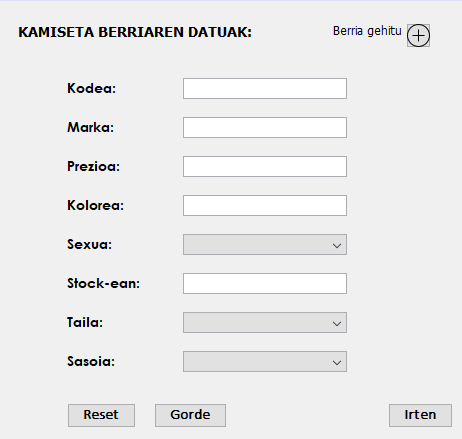 KAMISETA BERRIAREN DATUAK:
Berria gehitu
Kodea:
Marka:
Prezioa:
Kolorea:
Sexua:
Stock-ean:
Taila:
Sasoia:
Reset Gorde Irten